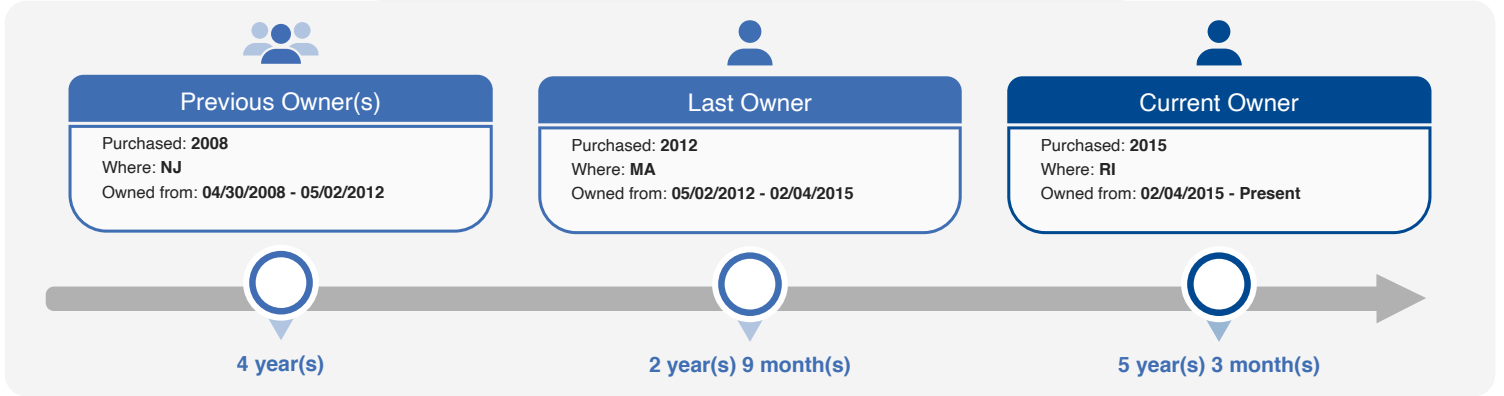 Previous Owner(s)
Purchased: 2008
Where: NJ
Owned from: 04/30/2008 - 05/02/2012
4 year(s)
Last Owner
Purchased: 2012
Where: MA
Owned from: 05/02/2012 - 02/04/2015
2 year(s) 9 month(s)
Current Owner
Purchased: 2015
Where: RI
Owned from: 02/04/2015 - Present
5 year(s) 3 month(s)